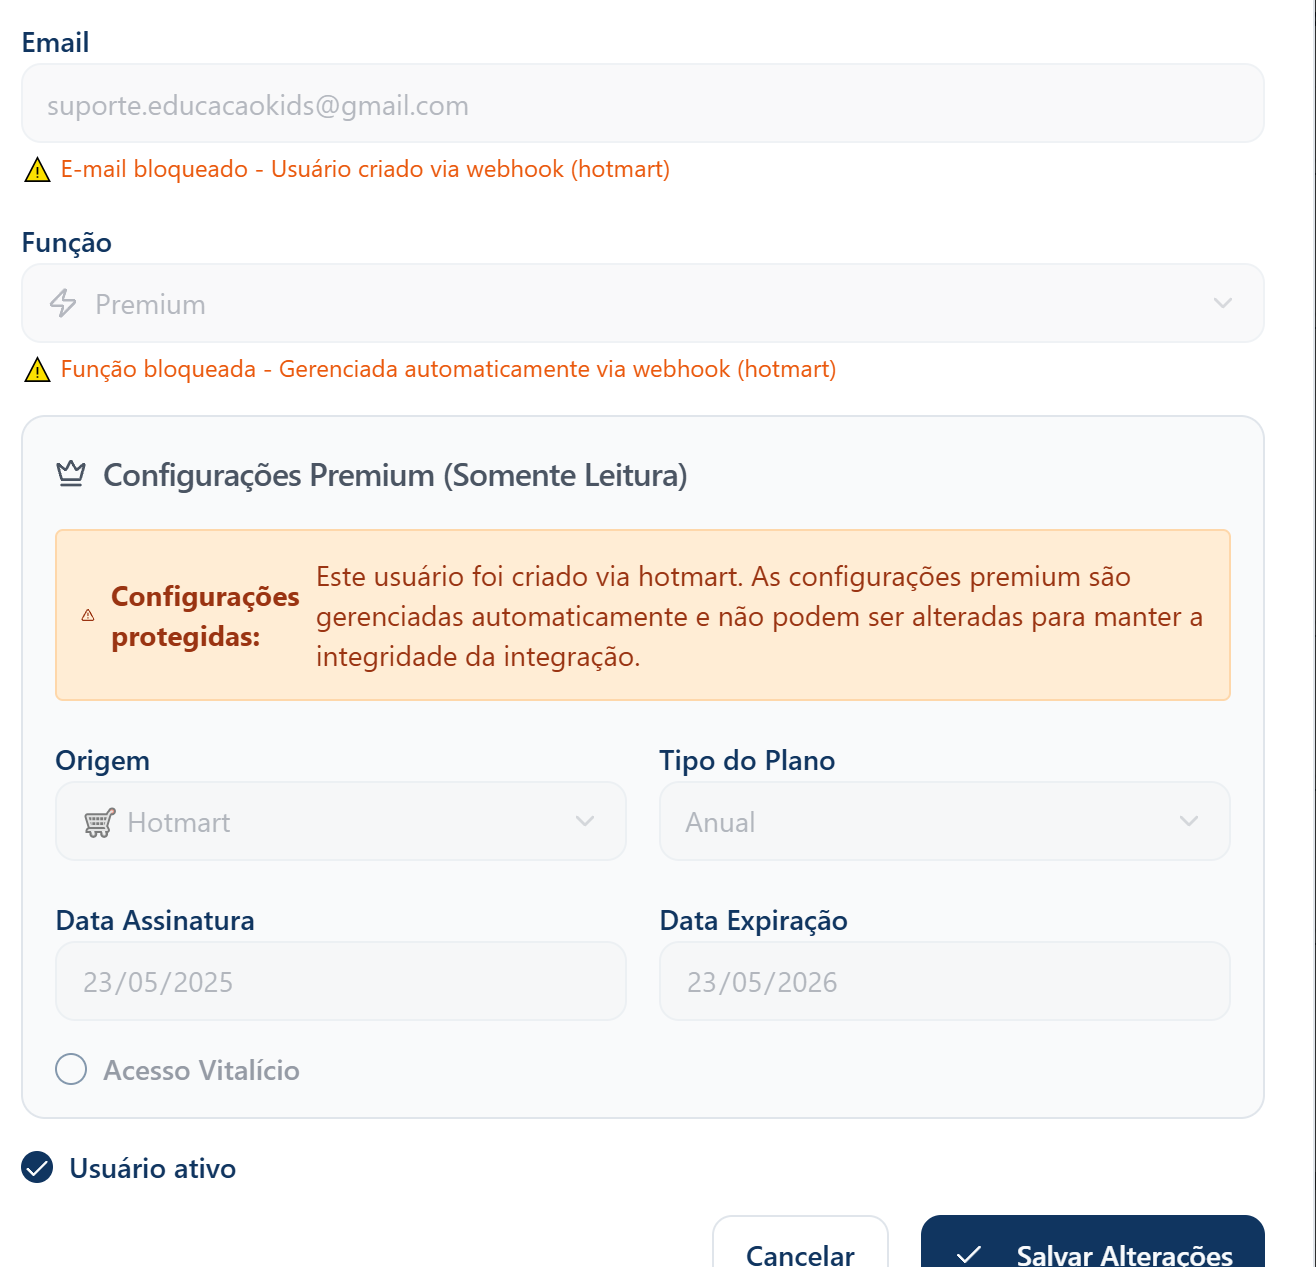 Email
suporte.educacaokids@gmail.com
E-mail bloqueado - Usuário criado via webhook (hotmart)
Função
Premium
Função bloqueada - Gerenciada automaticamente via webhook (hotmart)
Configurações Premium (Somente Leitura)
Configurações
protegidas:
Este usuário foi criado via hotmart. As configurações premium são
gerenciadas automaticamente e não podem ser alteradas para manter a
integridade da integração.
Origem
Hotmart
Tipo do Plano
Anual
Data Assinatura
23/05/2025
Data Expiração
23/05/2026
Acesso Vitalício
Usuário ativo
Cancelar
Salvar Alterações